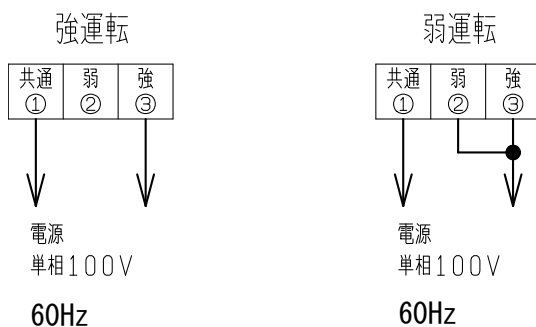 強運転
共通 弱 強
① ② ③
電源
単相100V
60Hz
弱運転
共通 弱 強
① ② ③
電源
単相100V
60Hz